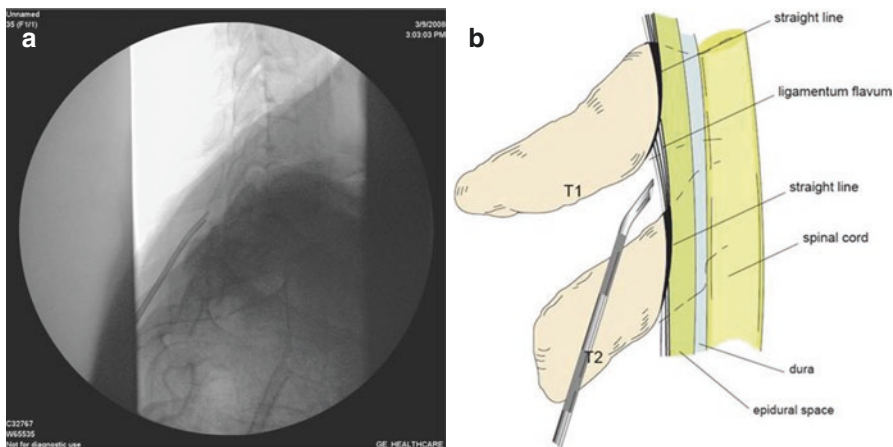 Unnamed
35 (F1/1)
3/9/2008
3:03:03 PM
a
C32767
W65535
Not for diagnostic use
GE HEALTHCARE
b
straight line
ligamentum flavum
straight line
spinal cord
dura
epidural space
T1
T2